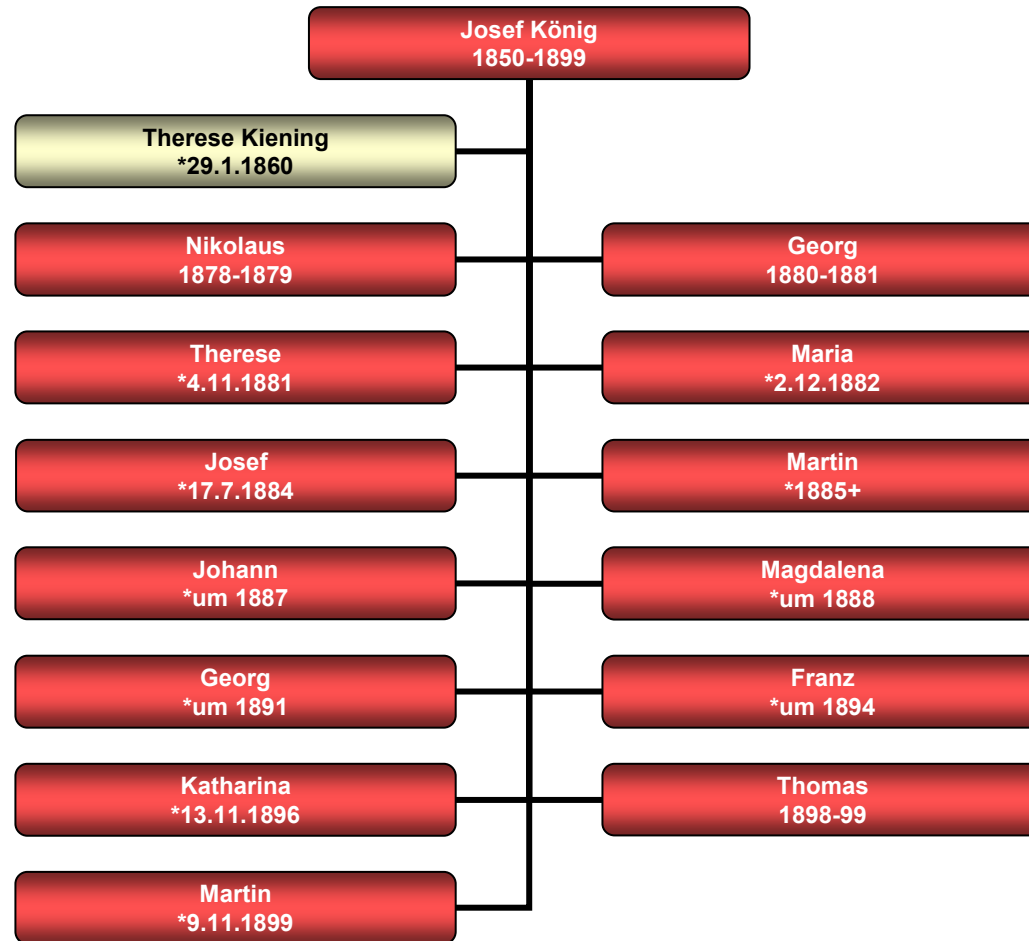 Josef König
1850-1899
Therese Kiening
*29.1.1860
Nikolaus
1878-1879
Georg
1880-1881
Therese
*4.11.1881
Maria
*2.12.1882
Josef
*17.7.1884
Martin
*1885+
Johann
*um 1887
Magdalena
*um 1888
Georg
*um 1891
Franz
*um 1894
Katharina
*13.11.1896
Thomas
1898-99
Martin
*9.11.1899